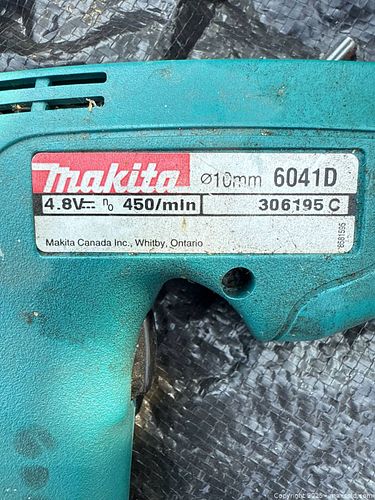 makita ø10mm 6041D
4.8V⎓ n₀ 450/min 306195 C
Makita Canada Inc., Whitby, Ontario